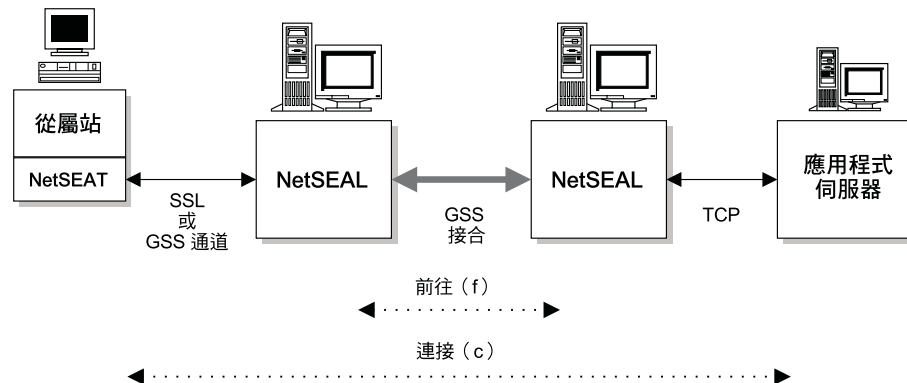 從屬站
NetSEAT
NetSEAL
NetSEAL
應用程式
伺服器
SSL
或
GSS 通道
GSS
接合
TCP
前往（f）
連接（c）